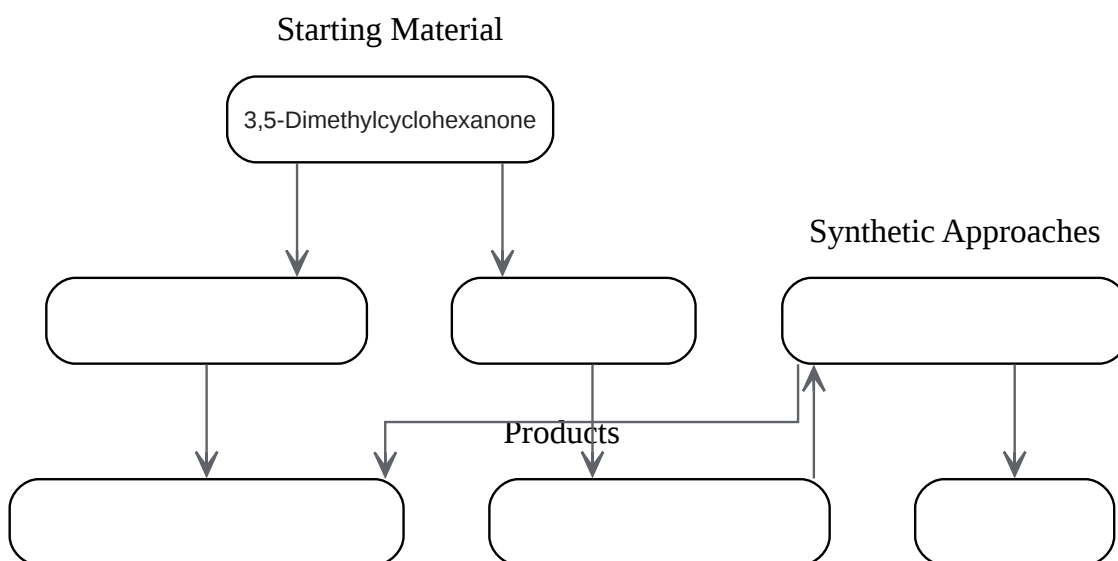 Starting Material
3,5-Dimethylcyclohexanone
Synthetic Approaches
Products